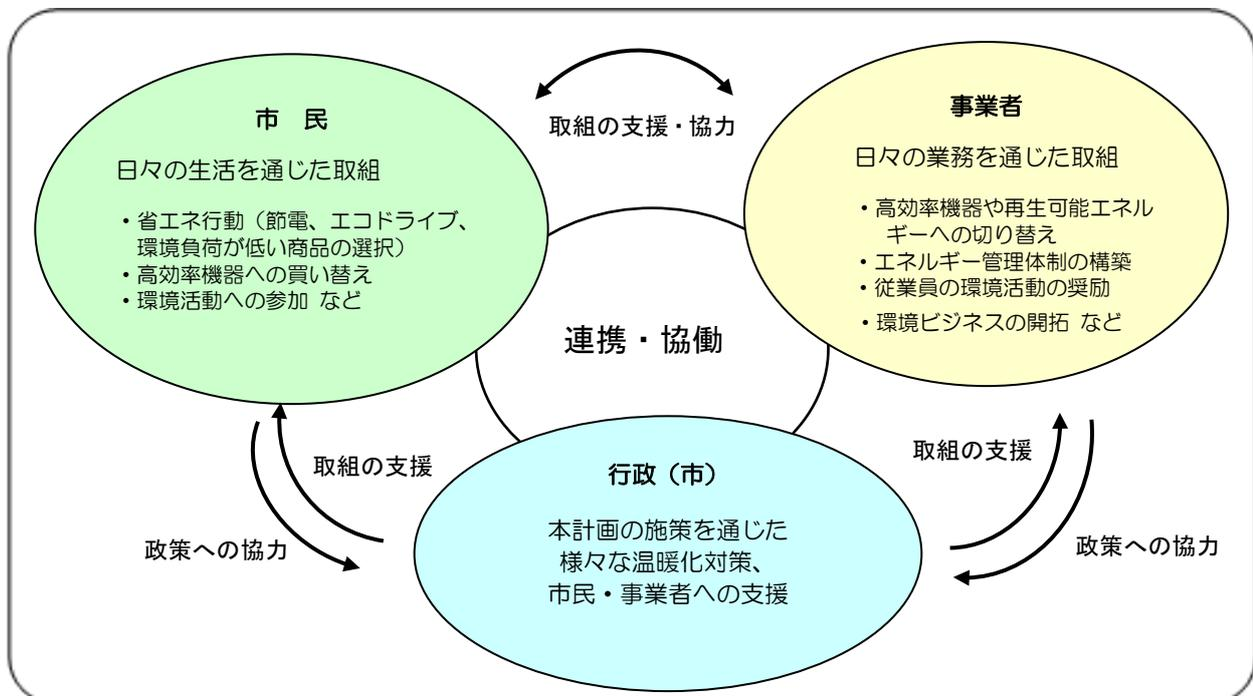 市　民
日々の生活を通じた取組
・省エネ行動（節電、エコドライブ、
環境負荷が低い商品の選択）
・高効率機器への買い替え
・環境活動への参加 など
取組の支援・協力
事業者
日々の業務を通じた取組
・高効率機器や再生可能エネル
ギーへの切り替え
・エネルギー管理体制の構築
・従業員の環境活動の奨励
・環境ビジネスの開拓 など
連携・協働
取組の支援
政策への協力
行政（市）
本計画の施策を通じた
様々な温暖化対策、
市民・事業者への支援
取組の支援
政策への協力